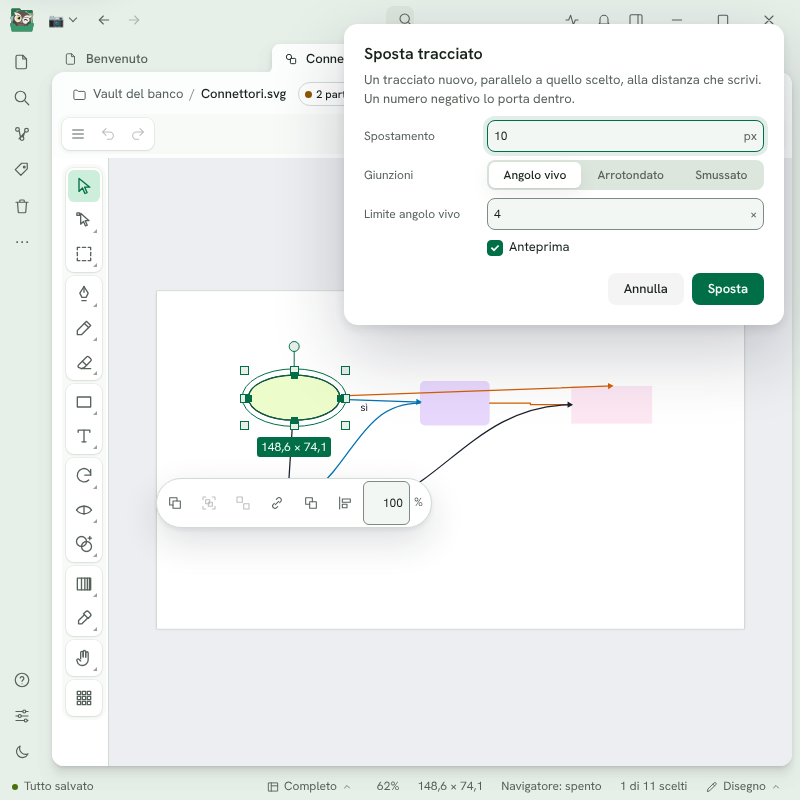 Benvenuto
Conne
Vault del banco / Connettori.svg
2 part
Sposta tracciato
Un tracciato nuovo, parallelo a quello scelto, alla distanza che scrivi.
Un numero negativo lo porta dentro.
Spostamento
10
px
Giunzioni
Angolo vivo
Arrotondato
Smussato
Limite angolo vivo
4
×
Anteprima
Annulla
Sposta
sì
148,6 × 74,1
100
%
Tutto salvato
Completo
62%
148,6 × 74,1
Navigatore: spento
1 di 11 scelti
Disegno